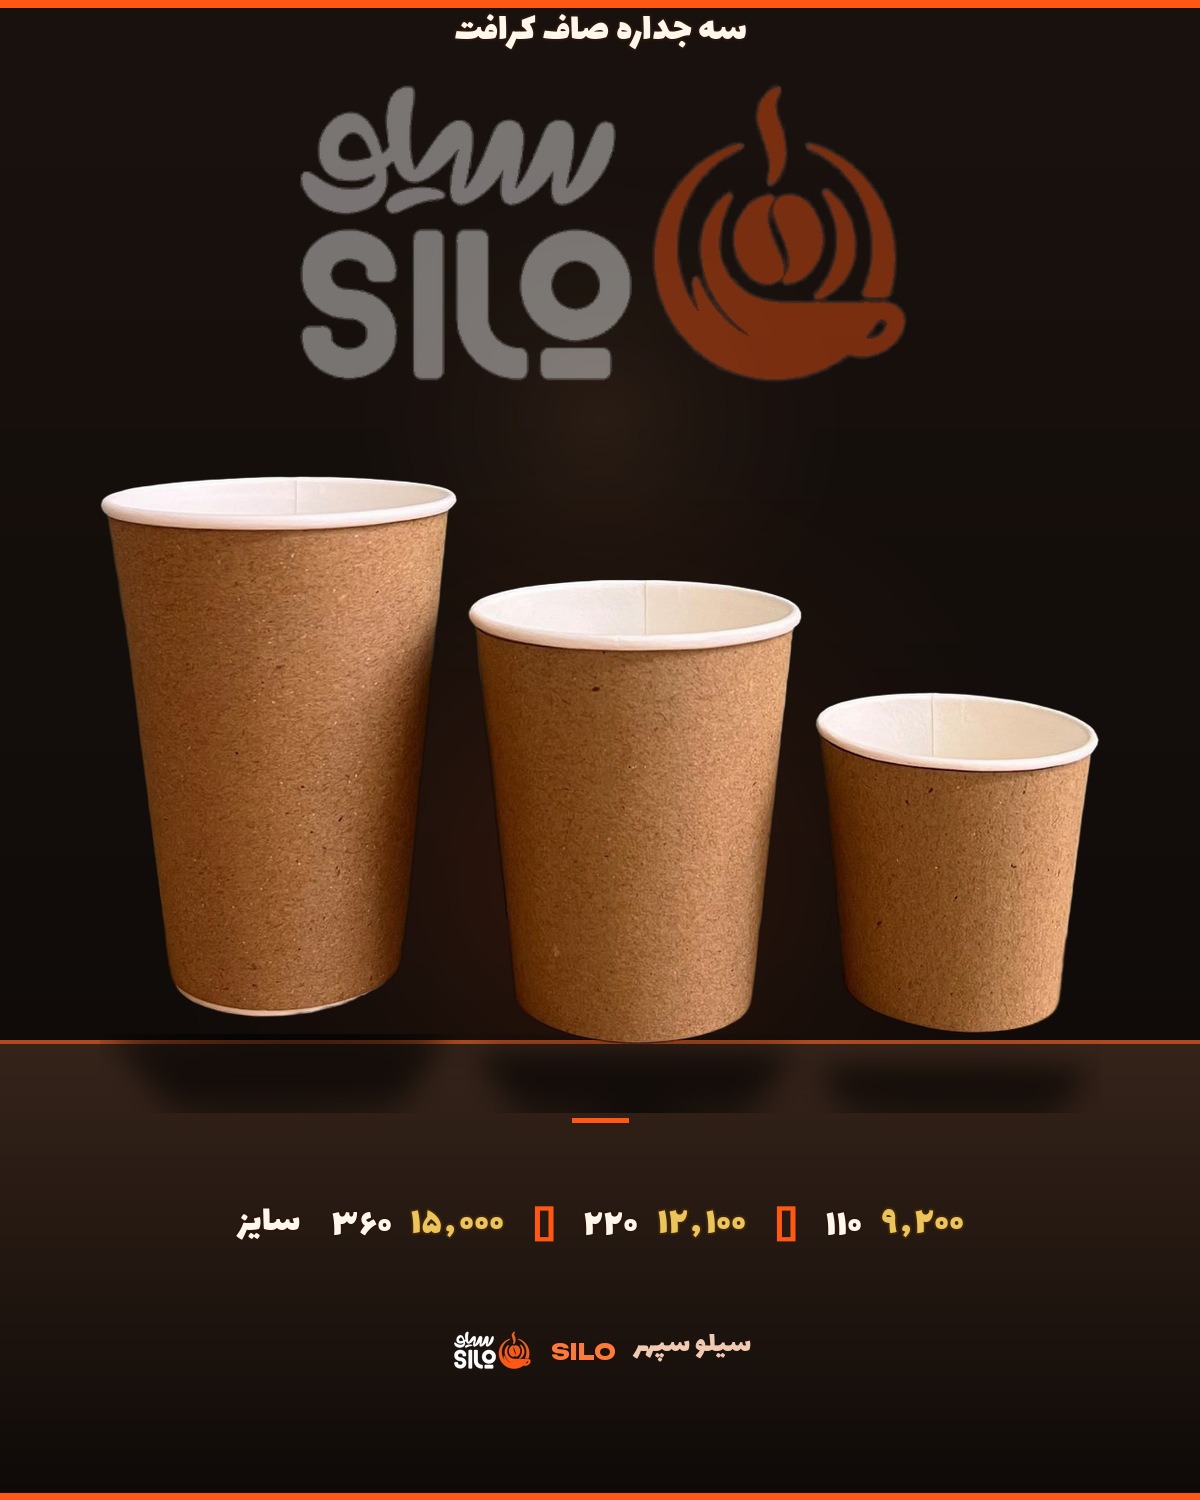 سه جداره صاف کرافت
سیلو
SILO
سایز ۳۶۰ ۱۵,۰۰۰ ۲۲۰ ۱۲,۱۰۰ ۱۱۰ ۹,۲۰۰
سیلو SILO SILO سیلو سپهر